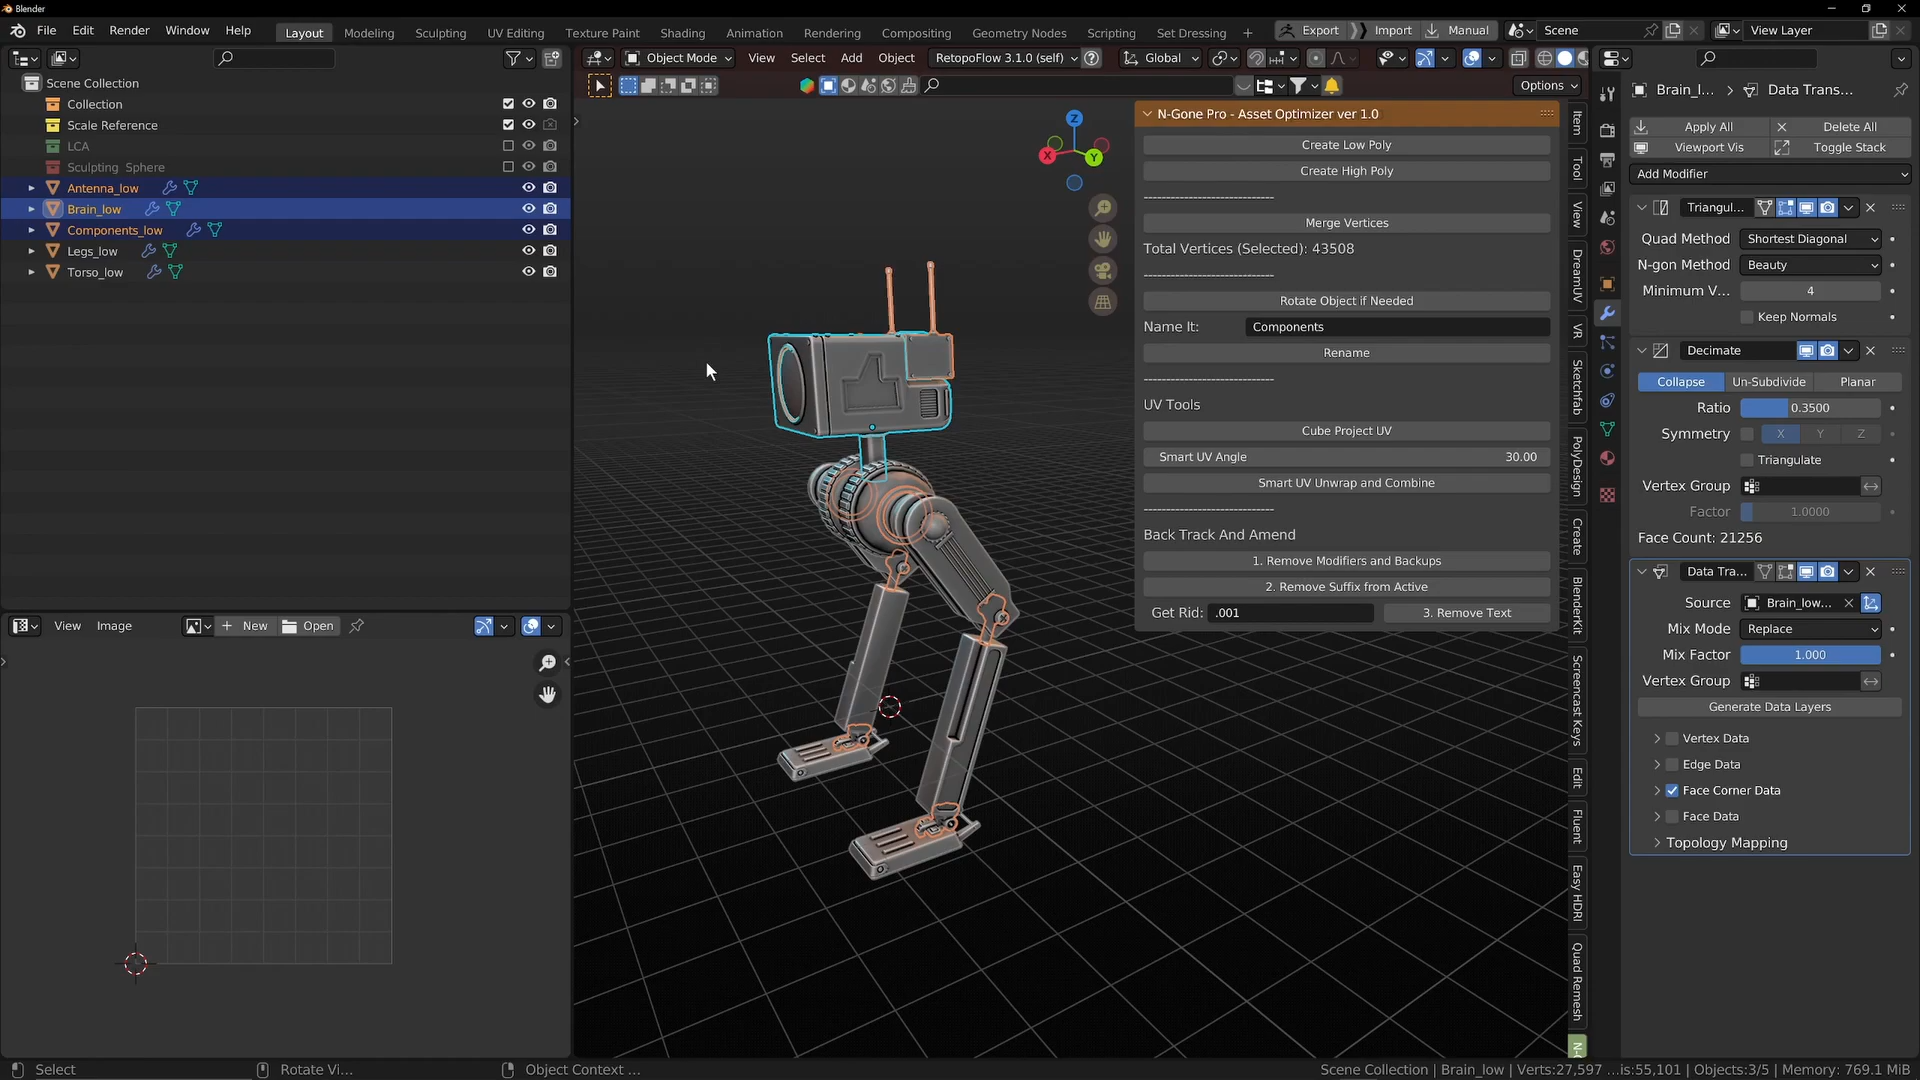 Blender
File Edit Render Window Help Layout Modeling Sculpting UV Editing Texture Paint Shading Animation Rendering Compositing Geometry Nodes Scripting Set Dressing + Export Import Manual Scene View Layer
Object Mode View Select Add Object RetopoFlow 3.1.0 (self) Global
Options
Scene Collection
Collection
Scale Reference
LCA
Sculpting Sphere
Antenna_low
Brain_low
Components_low
Legs_low
Torso_low
View Image + New Open
Z
X
Y
N-Gone Pro - Asset Optimizer ver 1.0
Create Low Poly
Create High Poly
-----------------------------
Merge Vertices
Total Vertices (Selected): 43508
-----------------------------
Rotate Object if Needed
Name It: Components
Rename
-----------------------------
UV Tools
Cube Project UV
Smart UV Angle 30.00
Smart UV Unwrap and Combine
-----------------------------
Back Track And Amend
1. Remove Modifiers and Backups
2. Remove Suffix from Active
Get Rid: .001 3. Remove Text
Item
Tool
View
DreamUV
VR
Sketchfab
PolyDesign
Create
BlenderKit
Screencast Keys
Edit
Fluent
Easy HDRI
Quad Remesh
Brain_l... > Data Trans...
Apply All Delete All
Viewport Vis Toggle Stack
Add Modifier
Triangul...
Quad Method Shortest Diagonal
N-gon Method Beauty
Minimum V... 4
Keep Normals
Decimate
Collapse Un-Subdivide Planar
Ratio 0.3500
Symmetry X Y Z
Triangulate
Vertex Group
Factor 1.0000
Face Count: 21256
Data Tra...
Source Brain_low...
Mix Mode Replace
Mix Factor 1.000
Vertex Group
Generate Data Layers
Vertex Data
Edge Data
Face Corner Data
Face Data
Topology Mapping
Select Rotate Vi... Object Context ... Scene Collection | Brain_low | Verts:27,597 ...is:55,101 | Objects:3/5 | Memory: 769.1 MiB